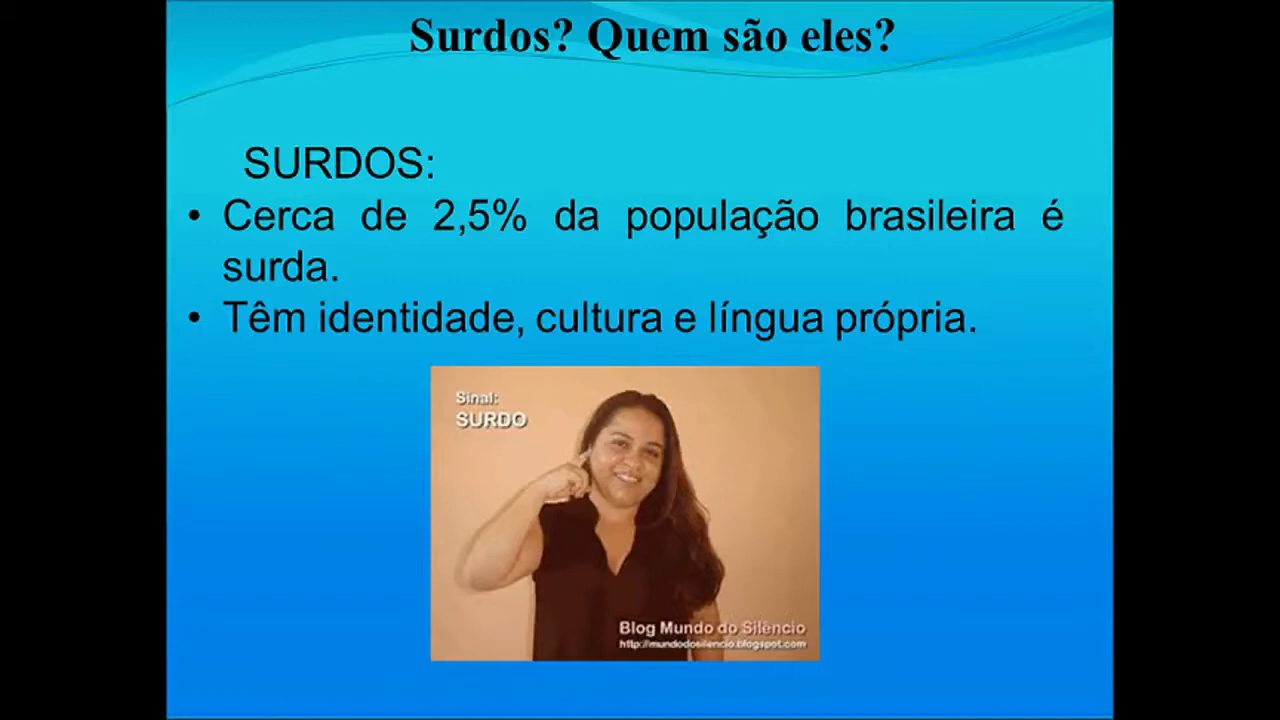 Surdos? Quem são eles?
SURDOS:
• Cerca de 2,5% da população brasileira é
surda.
• Têm identidade, cultura e língua própria.
Sinal:
SURDO
Blog Mundo do Silêncio
http://mundodosilencio.blogspot.com